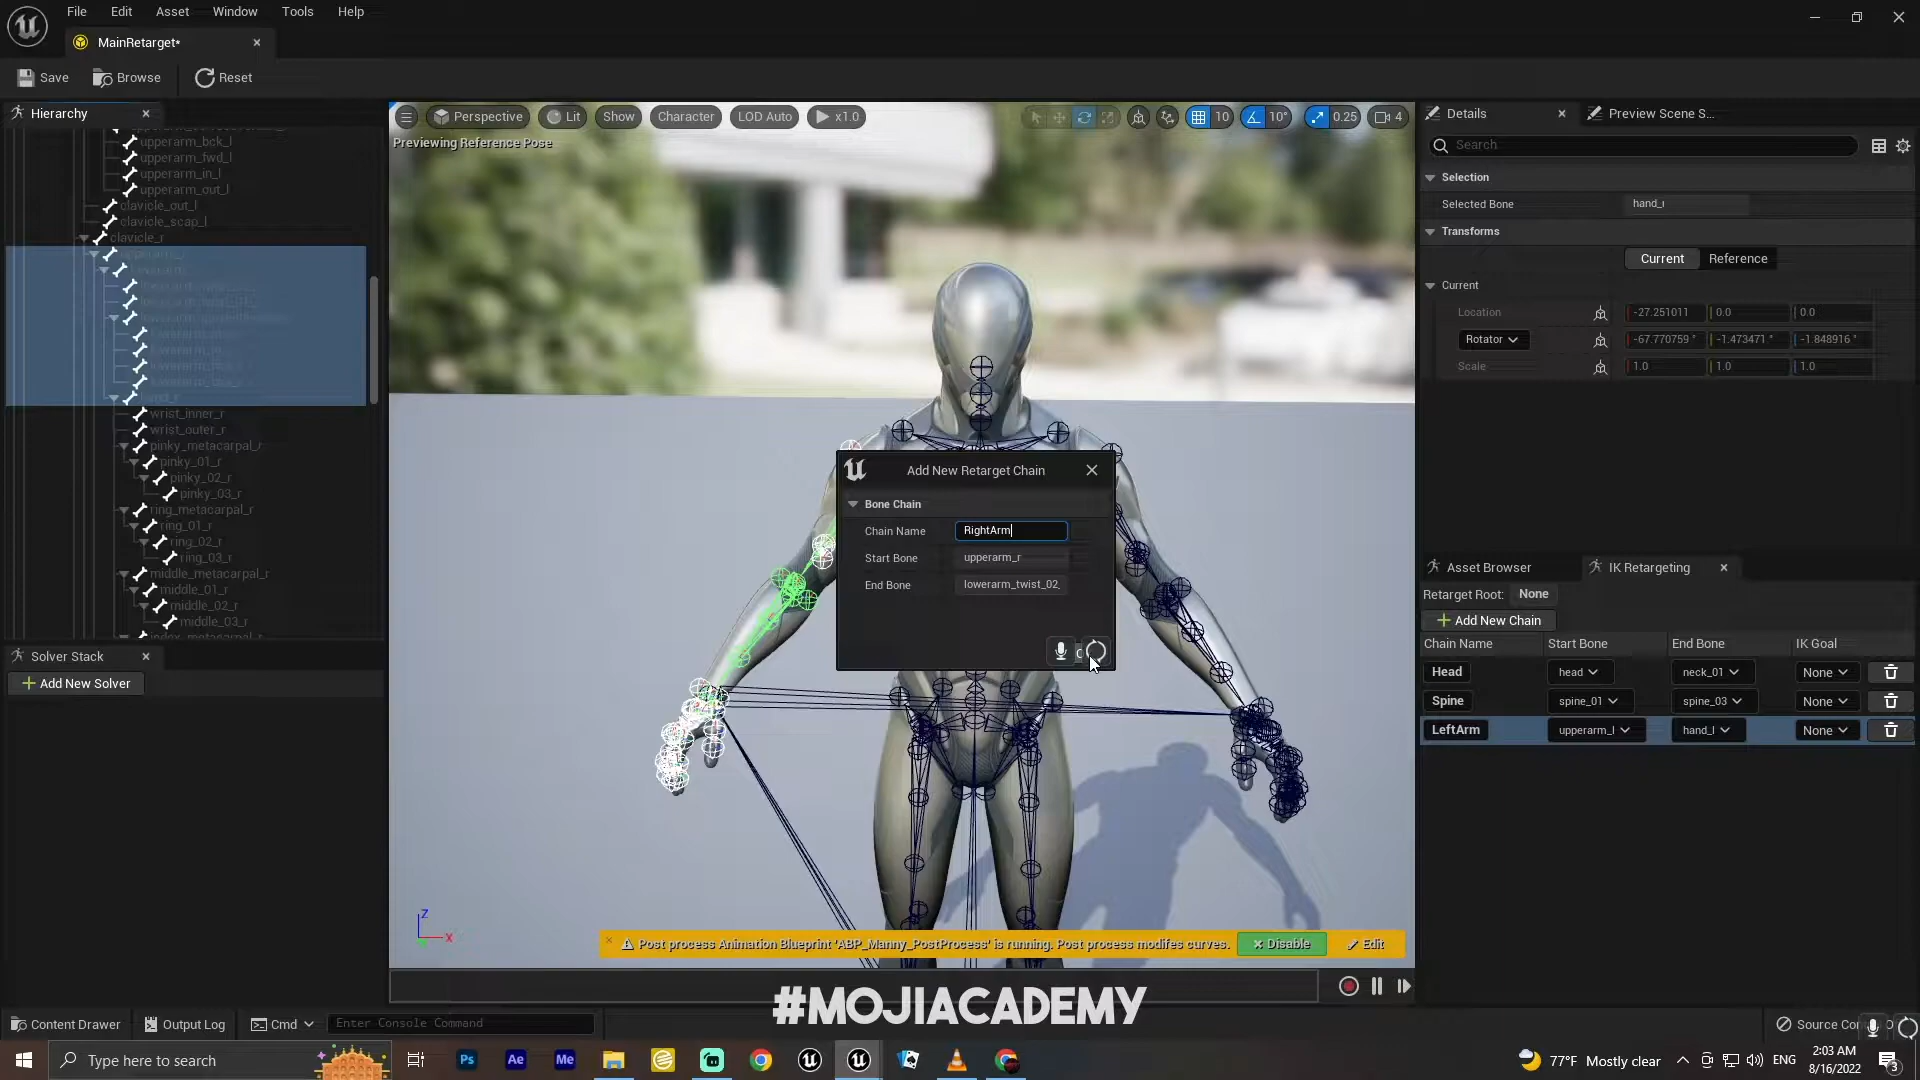 File Edit Asset Window Tools Help
MainRetarget*
Save Browse Reset
Hierarchy
upperarm_bck_l
upperarm_fwd_l
upperarm_in_l
upperarm_out_l
clavicle_out_l
clavicle_scap_l
clavicle_r
wrist_inner_r
wrist_outer_r
pinky_metacarpal_r
pinky_01_r
pinky_02_r
pinky_03_r
ring_metacarpal_r
ring_01_r
ring_02_r
ring_03_r
middle_metacarpal_r
middle_01_r
middle_02_r
middle_03_r
index_metacarpal_r
Solver Stack
Add New Solver
Perspective Lit Show Character LOD Auto x1.0 10 10° 0.25 4
Previewing Reference Pose
Add New Retarget Chain
Bone Chain
Chain Name RightArm
Start Bone upperarm_r
End Bone lowerarm_twist_02_
Z
X
Post process Animation Blueprint 'ABP_Manny_PostProcess' is running. Post process modifes curves. Disable Edit
#MOJIACADEMY
Details Preview Scene S...
Search
Selection
Selected Bone hand_r
Transforms
Current Reference
Current
Location -27.251011 0.0 0.0
Rotator -67.770759 ° -1.473471 ° -1.848916 °
Scale 1.0 1.0 1.0
Asset Browser IK Retargeting
Retarget Root: None
Add New Chain
Chain Name Start Bone End Bone IK Goal
Head head neck_01 None
Spine spine_01 spine_03 None
LeftArm upperarm_l hand_l None
Content Drawer Output Log Cmd Enter Console Command
Source Co
Type here to search
Ps Ae Me
77°F Mostly clear ENG
2:03 AM
8/16/2022
3